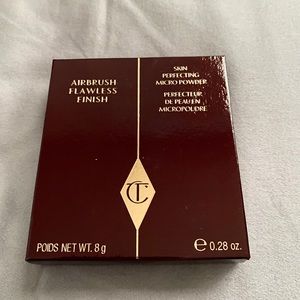 AIRBRUSH
FLAWLESS
FINISH
SKIN
PERFECTING
MICRO POWDER
PERFECTEUR
DE PEAU EN
MICROPOUDRE
CT
POIDS NET WT. 8 g
e 0.28 oz.